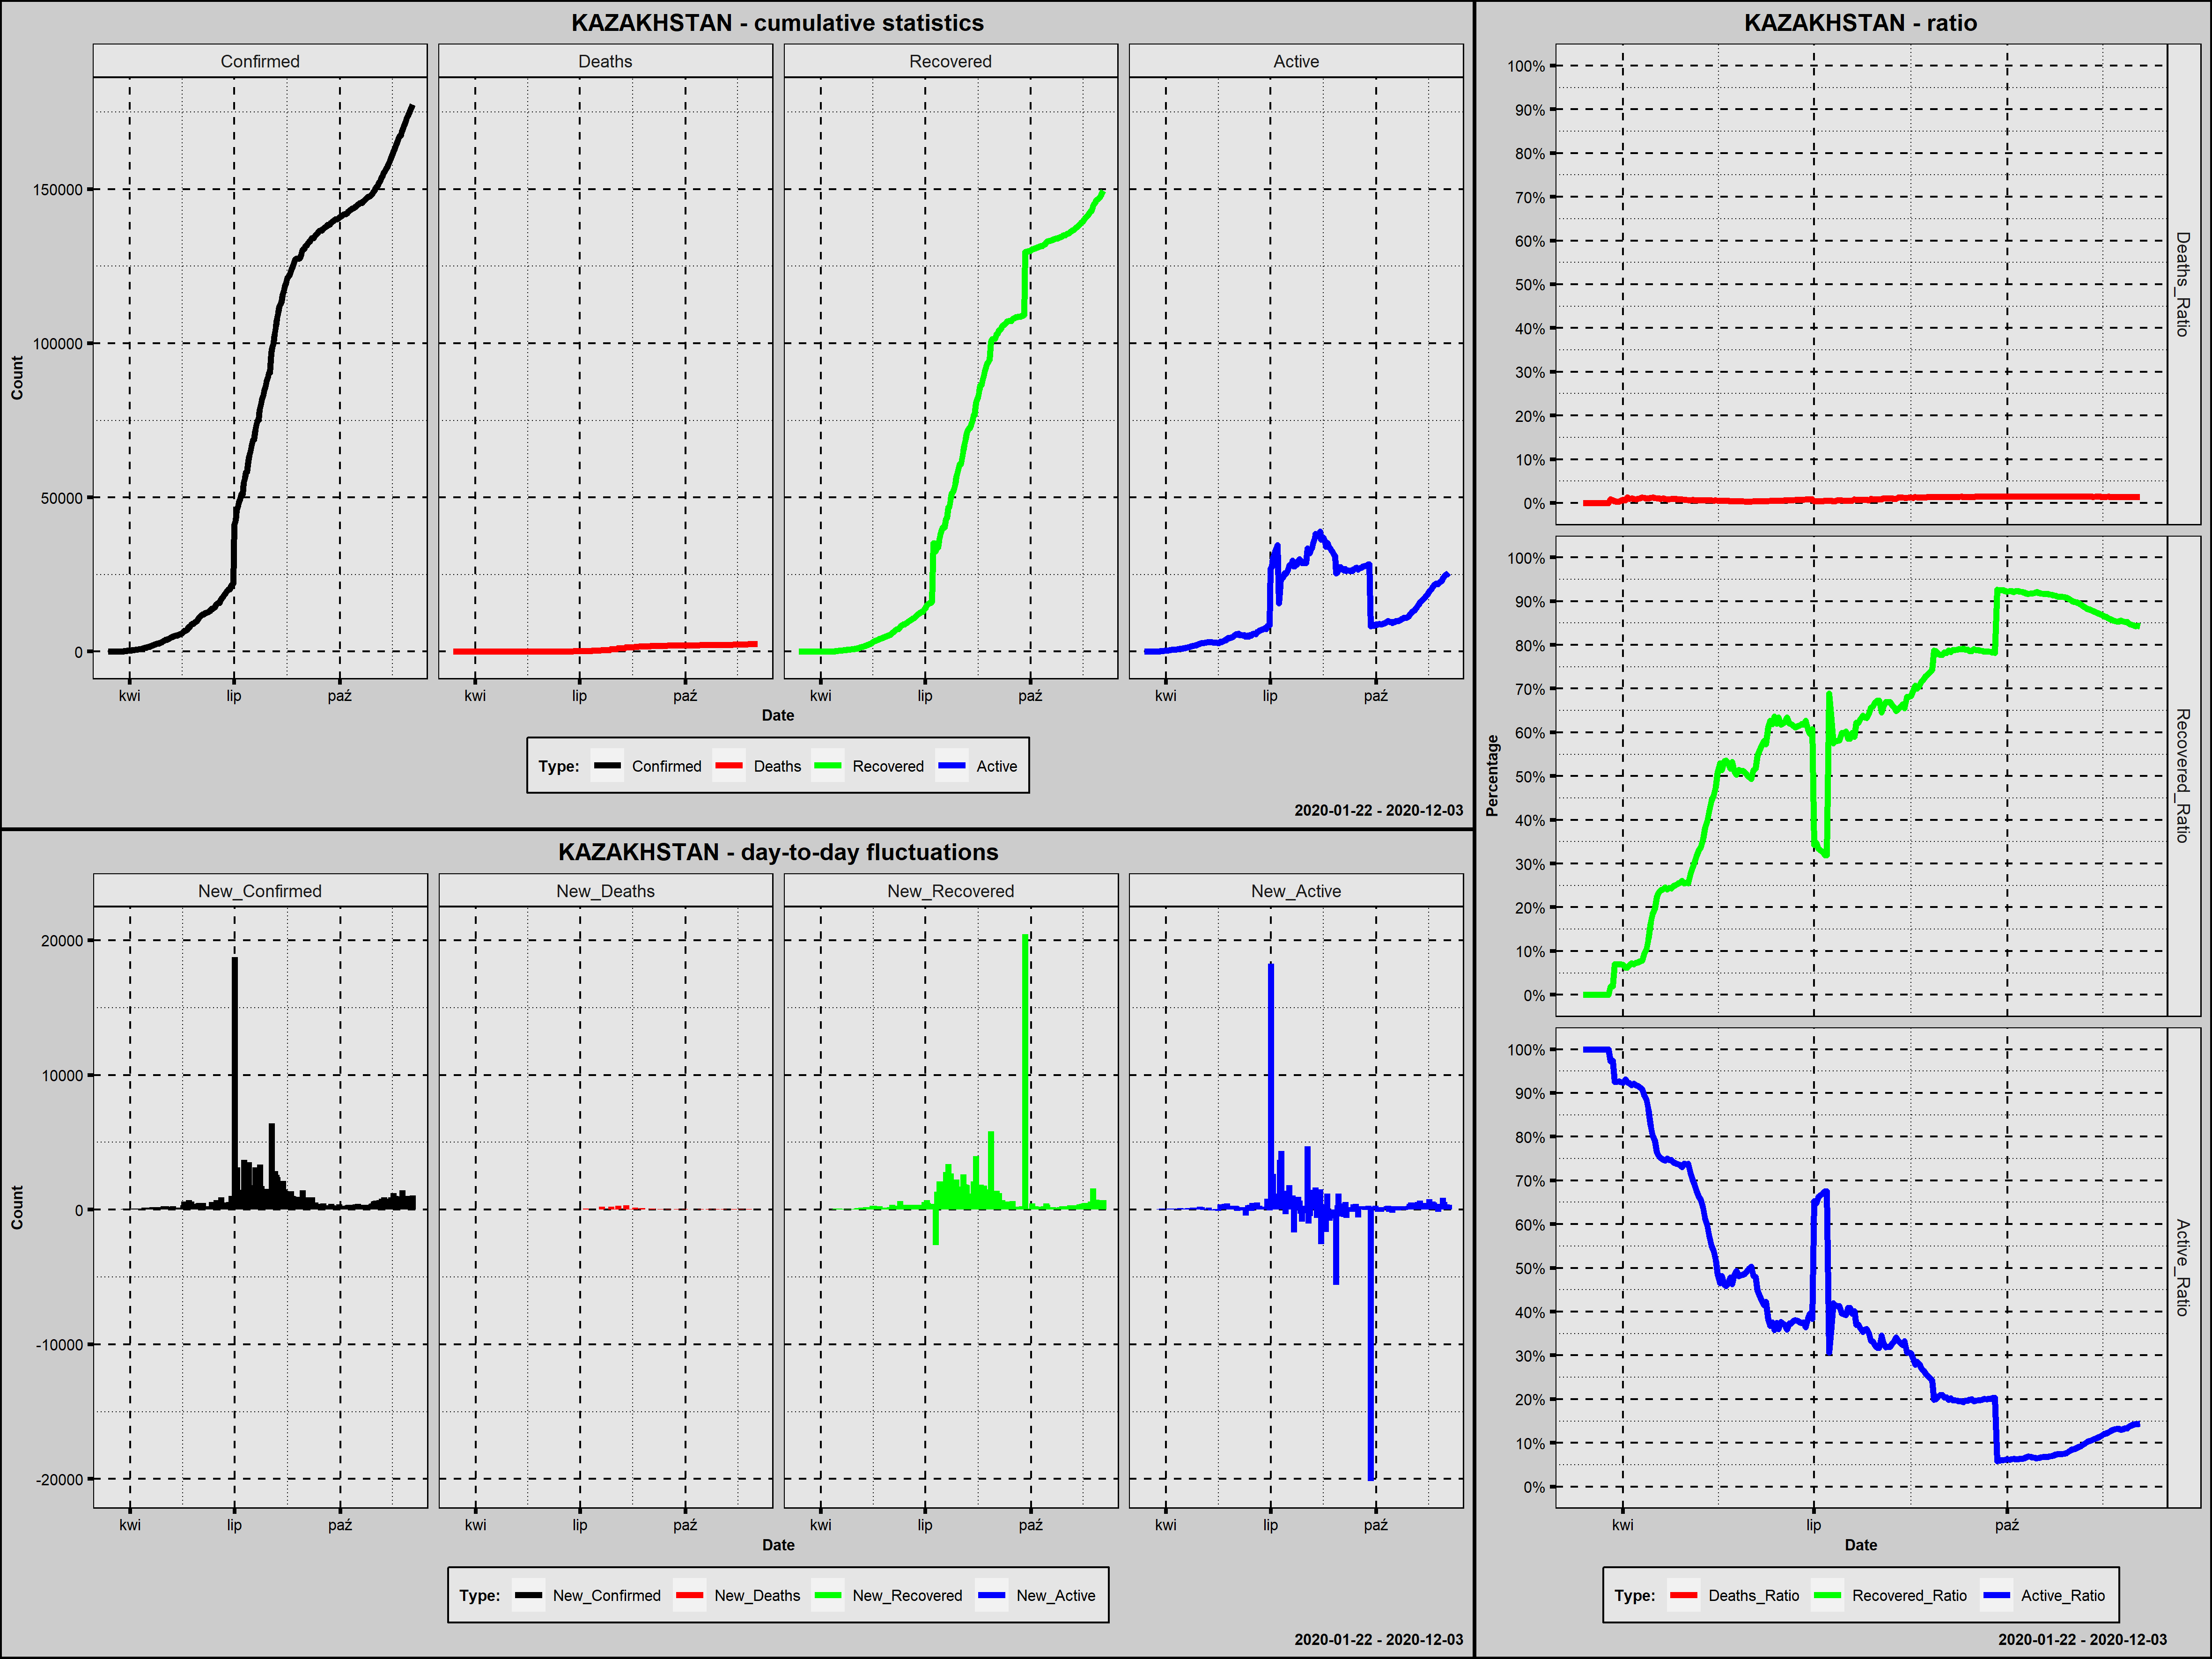 KAZAKHSTAN - cumulative statistics
Confirmed Deaths Recovered Active
Count
150000
100000
50000
0
kwi lip paź kwi lip paź kwi lip paź kwi lip paź
Date
Type: Confirmed Deaths Recovered Active
2020-01-22 - 2020-12-03
KAZAKHSTAN - day-to-day fluctuations
New_Confirmed New_Deaths New_Recovered New_Active
Count
20000
10000
0
-10000
-20000
kwi lip paź kwi lip paź kwi lip paź kwi lip paź
Date
Type: New_Confirmed New_Deaths New_Recovered New_Active
2020-01-22 - 2020-12-03
KAZAKHSTAN - ratio
Percentage
100%
90%
80%
70%
60%
50%
40%
30%
20%
10%
0%
Deaths_Ratio
100%
90%
80%
70%
60%
50%
40%
30%
20%
10%
0%
Recovered_Ratio
100%
90%
80%
70%
60%
50%
40%
30%
20%
10%
0%
Active_Ratio
kwi lip paź
Date
Type: Deaths_Ratio Recovered_Ratio Active_Ratio
2020-01-22 - 2020-12-03